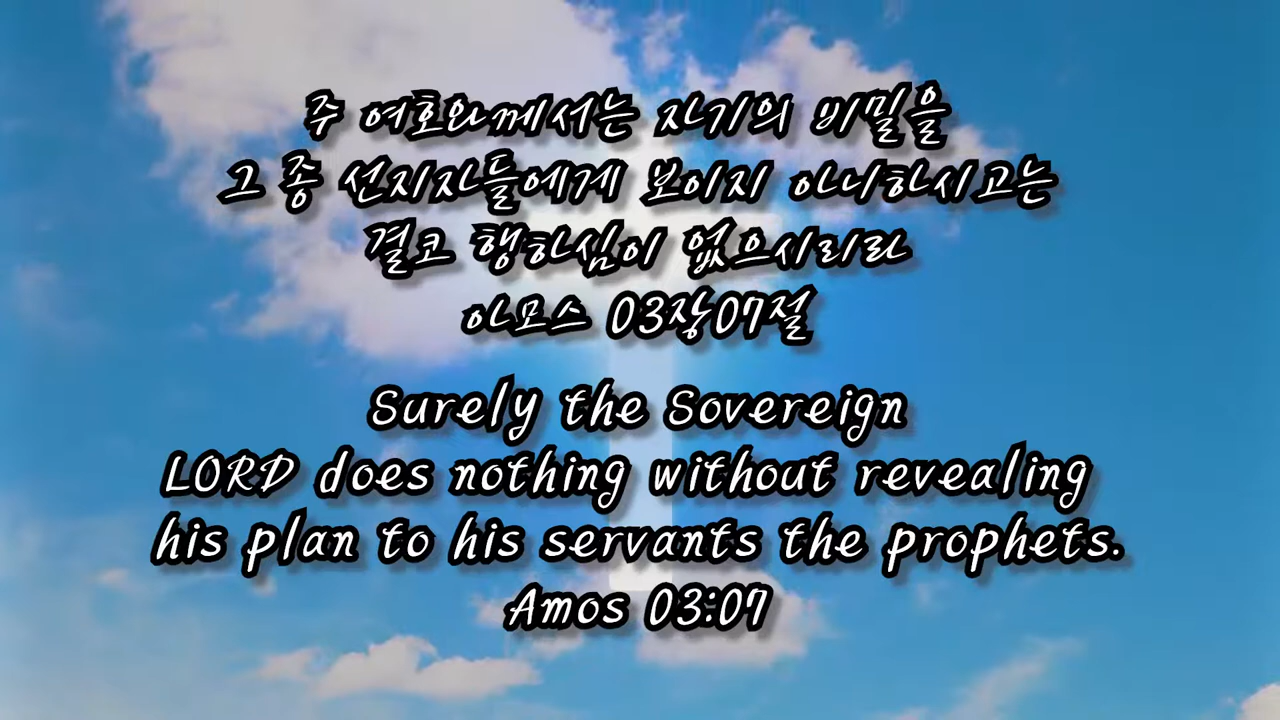 주 여호와께서는 자기의 비밀을
그 종 선지자들에게 보이지 아니하시고는
결코 행하심이 없으시리라
아모스 03장07절
Surely the Sovereign
LORD does nothing without revealing
his plan to his servants the prophets.
Amos 03:07